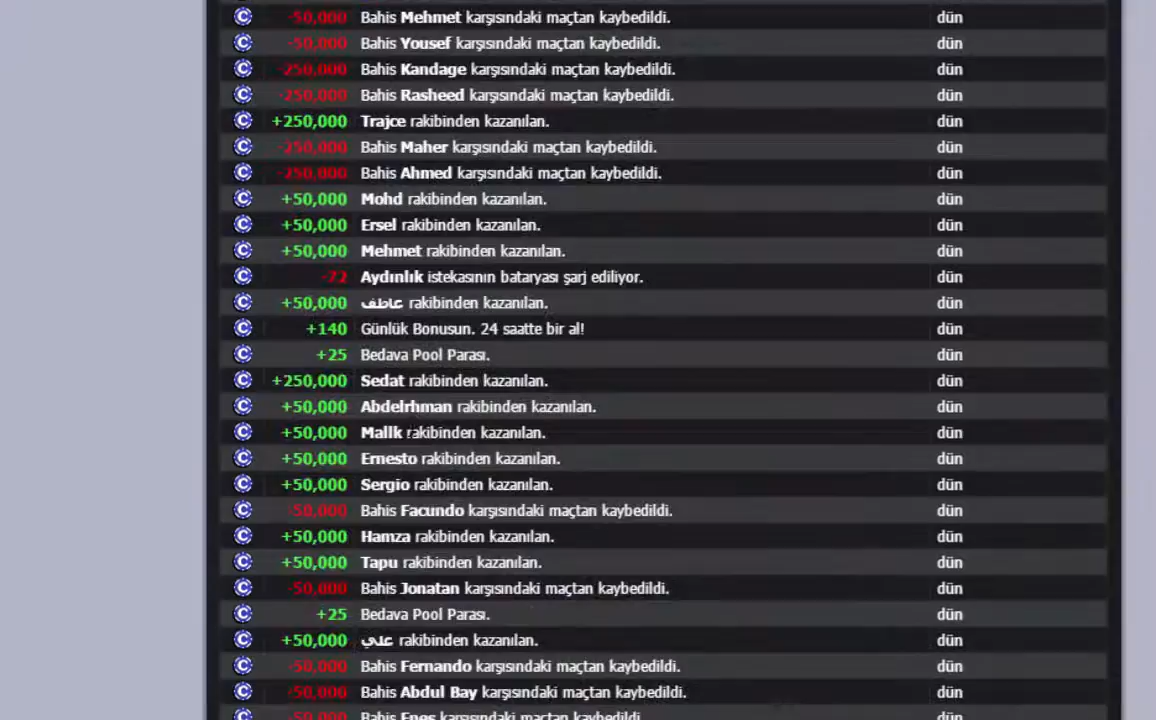 C -50,000 Bahis Mehmet karşısındaki maçtan kaybedildi. dün
C -50,000 Bahis Yousef karşısındaki maçtan kaybedildi. dün
C -250,000 Bahis Kandage karşısındaki maçtan kaybedildi. dün
C -250,000 Bahis Rasheed karşısındaki maçtan kaybedildi. dün
C +250,000 Trajce rakibinden kazanılan. dün
C -250,000 Bahis Maher karşısındaki maçtan kaybedildi. dün
C -250,000 Bahis Ahmed karşısındaki maçtan kaybedildi. dün
C +50,000 Mohd rakibinden kazanılan. dün
C +50,000 Ersel rakibinden kazanılan. dün
C +50,000 Mehmet rakibinden kazanılan. dün
C -72 Aydınlık istekasının bataryası şarj ediliyor. dün
C +50,000 عاطف rakibinden kazanılan. dün
C +140 Günlük Bonusun. 24 saatte bir al! dün
C +25 Bedava Pool Parası. dün
C +250,000 Sedat rakibinden kazanılan. dün
C +50,000 Abdelrhman rakibinden kazanılan. dün
C +50,000 Mallk rakibinden kazanılan. dün
C +50,000 Ernesto rakibinden kazanılan. dün
C +50,000 Sergio rakibinden kazanılan. dün
C -50,000 Bahis Facundo karşısındaki maçtan kaybedildi. dün
C +50,000 Hamza rakibinden kazanılan. dün
C +50,000 Tapu rakibinden kazanılan. dün
C -50,000 Bahis Jonatan karşısındaki maçtan kaybedildi. dün
C +25 Bedava Pool Parası. dün
C +50,000 علي rakibinden kazanılan. dün
C -50,000 Bahis Fernando karşısındaki maçtan kaybedildi. dün
C -50,000 Bahis Abdul Bay karşısındaki maçtan kaybedildi. dün
C -50,000 Bahis Enes karşısındaki maçtan kaybedildi. dün